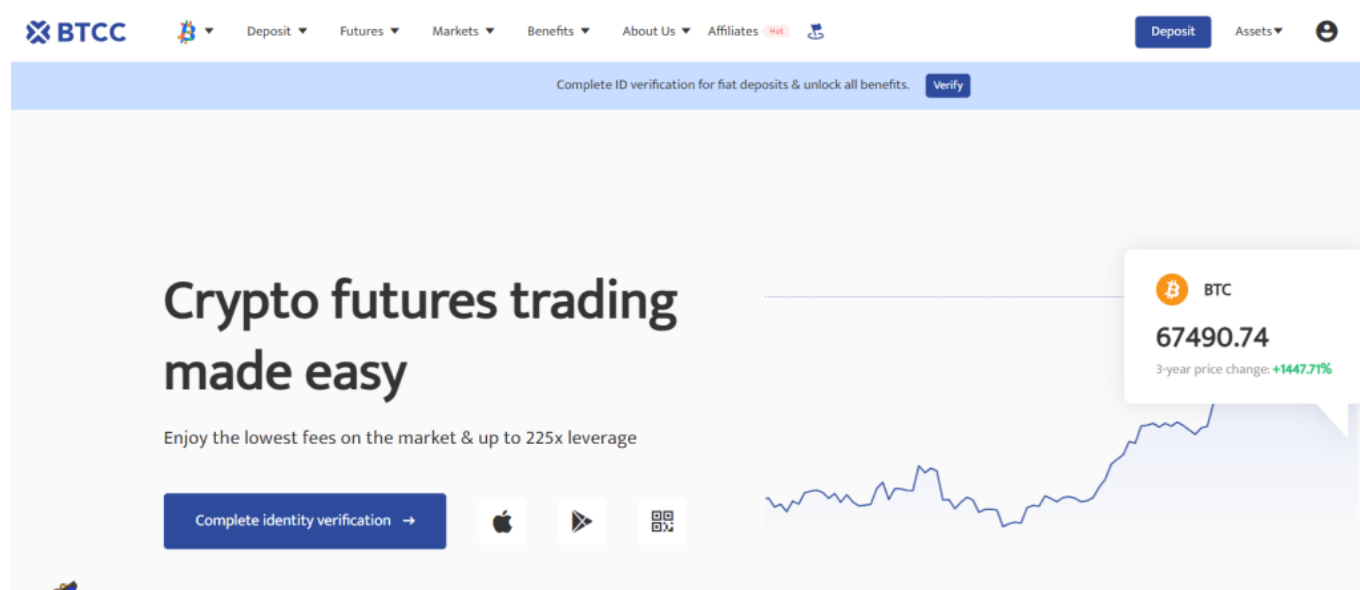 BTCC
Deposit
Futures
Markets
Benefits
About Us
Affiliates Hot
Deposit
Assets
Complete ID verification for fiat deposits & unlock all benefits.
Verify
Crypto futures trading
made easy
Enjoy the lowest fees on the market & up to 225x leverage
Complete identity verification →
BTC
67490.74
3-year price change: +1447.71%